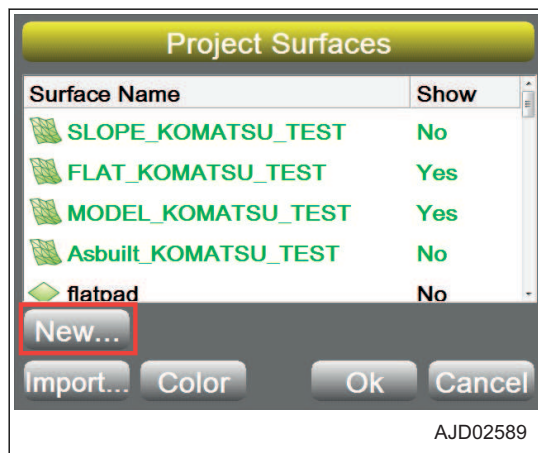 Project Surfaces
Surface Name Show
SLOPE_KOMATSU_TEST No
FLAT_KOMATSU_TEST Yes
MODEL_KOMATSU_TEST Yes
Asbuilt_KOMATSU_TEST No
flatpad No
New...
Import... Color Ok Cancel
AJD02589